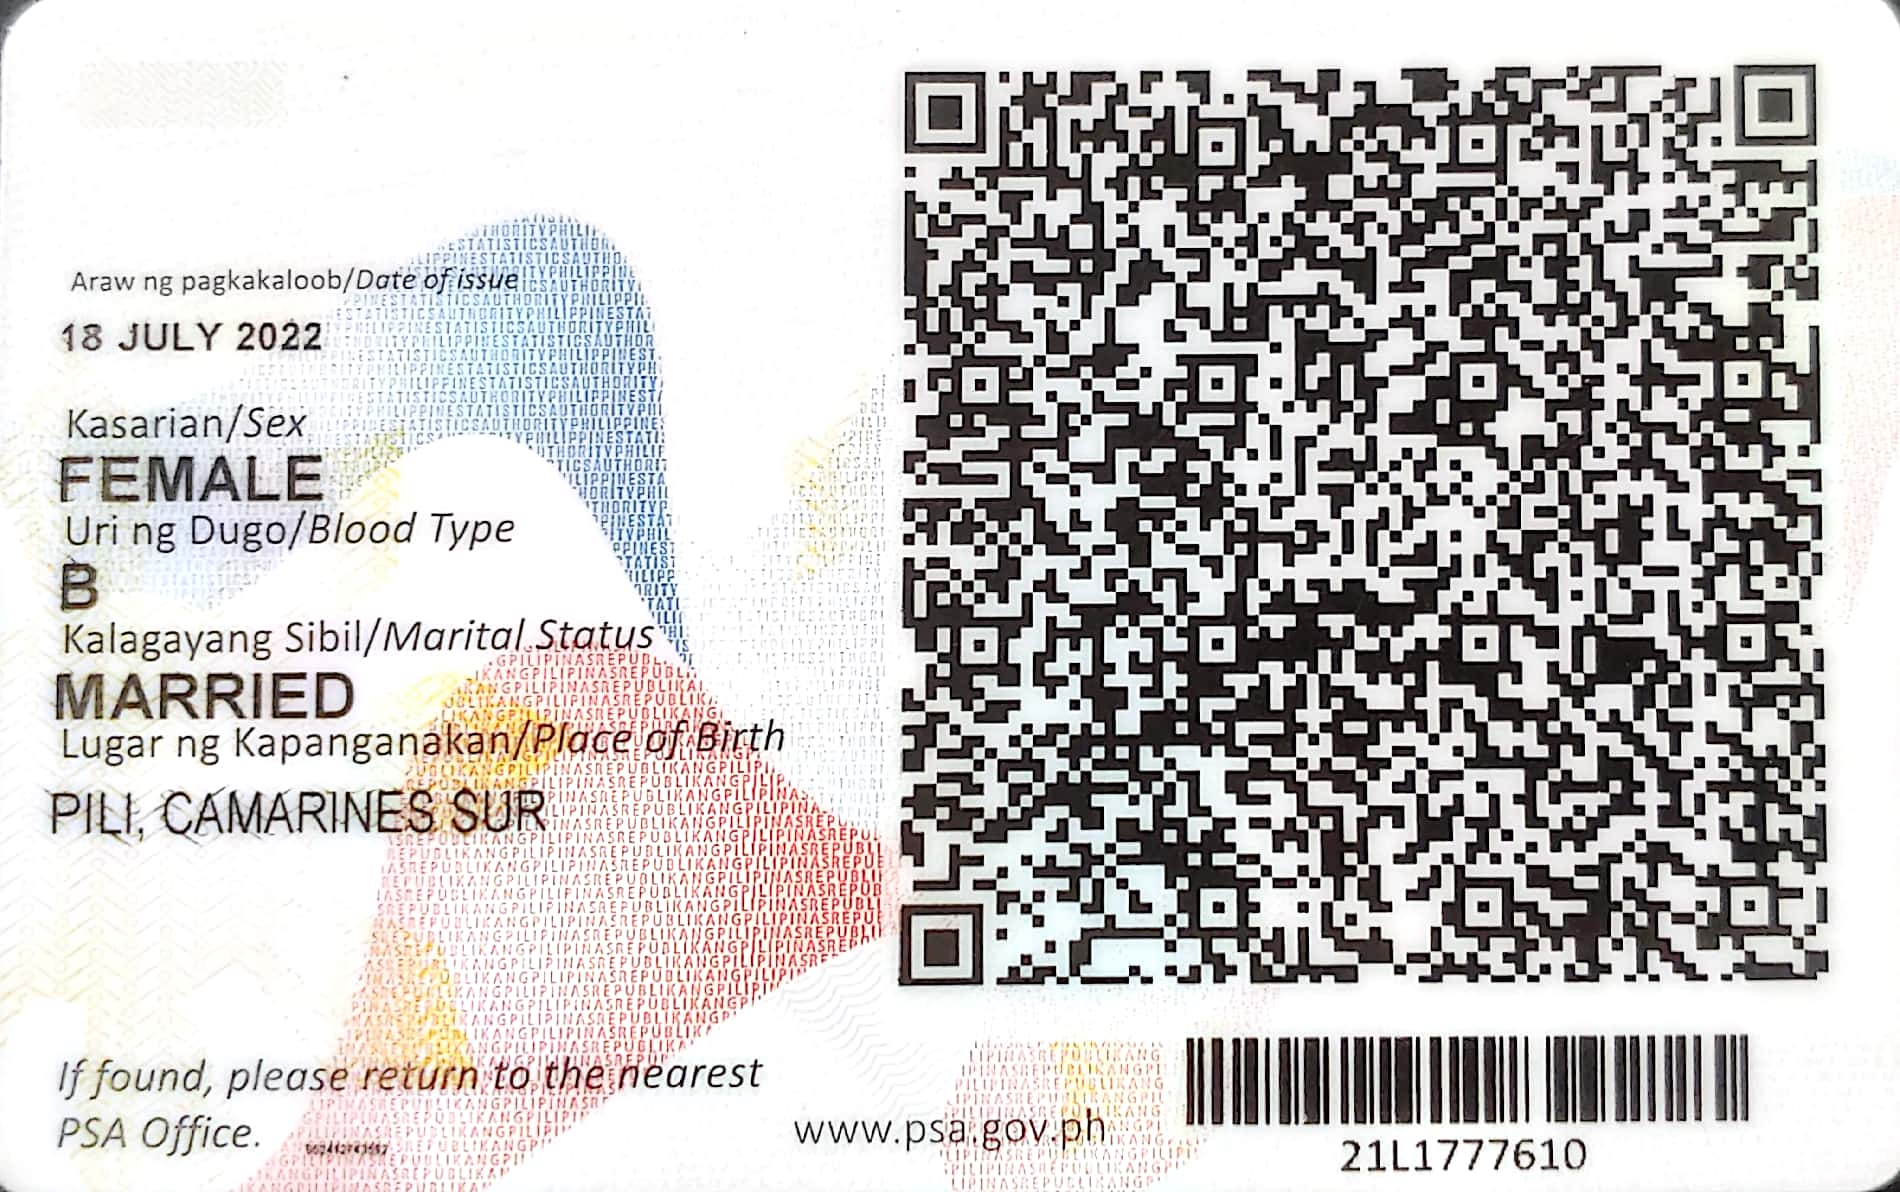 Araw ng pagkakaloob/Date of issue
18 JULY 2022
Kasarian/Sex
FEMALE
Uri ng Dugo/Blood Type
B
Kalagayang Sibil/Marital Status
MARRIED
Lugar ng Kapanganakan/Place of Birth
PILI, CAMARINES SUR
If found, please return to the nearest
PSA Office.
www.psa.gov.ph
21L1777610